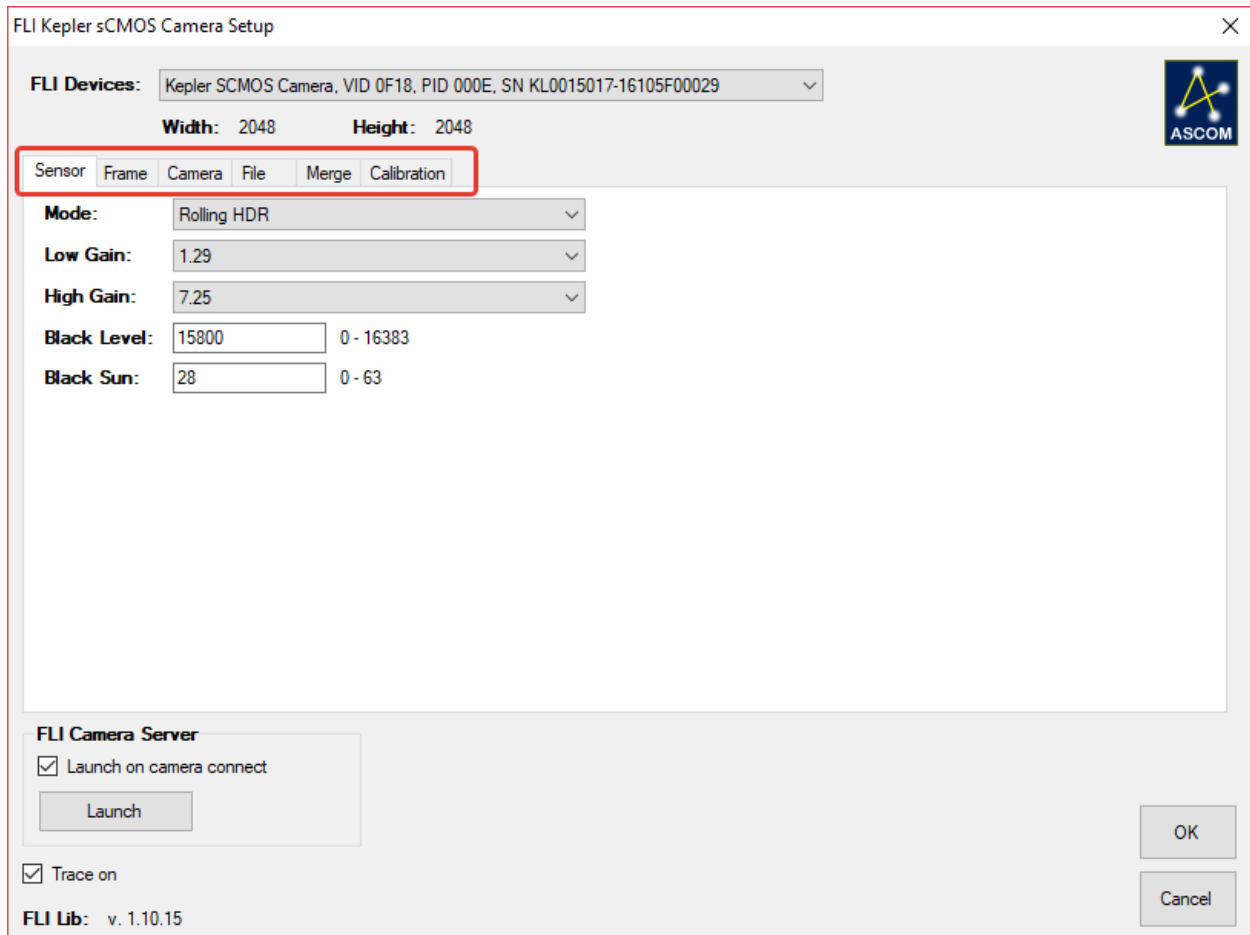 FLI Kepler sCMOS Camera Setup
FLI Devices: Kepler SCMOS Camera, VID 0F18, PID 000E, SN KL0015017-16105F00029
ASCOM
Width: 2048 Height: 2048
Sensor Frame Camera File Merge Calibration
Mode: Rolling HDR
Low Gain: 1.29
High Gain: 7.25
Black Level: 15800 0 - 16383
Black Sun: 28 0 - 63
FLI Camera Server
Launch on camera connect
Launch
OK
Trace on
Cancel
FLI Lib: v. 1.10.15